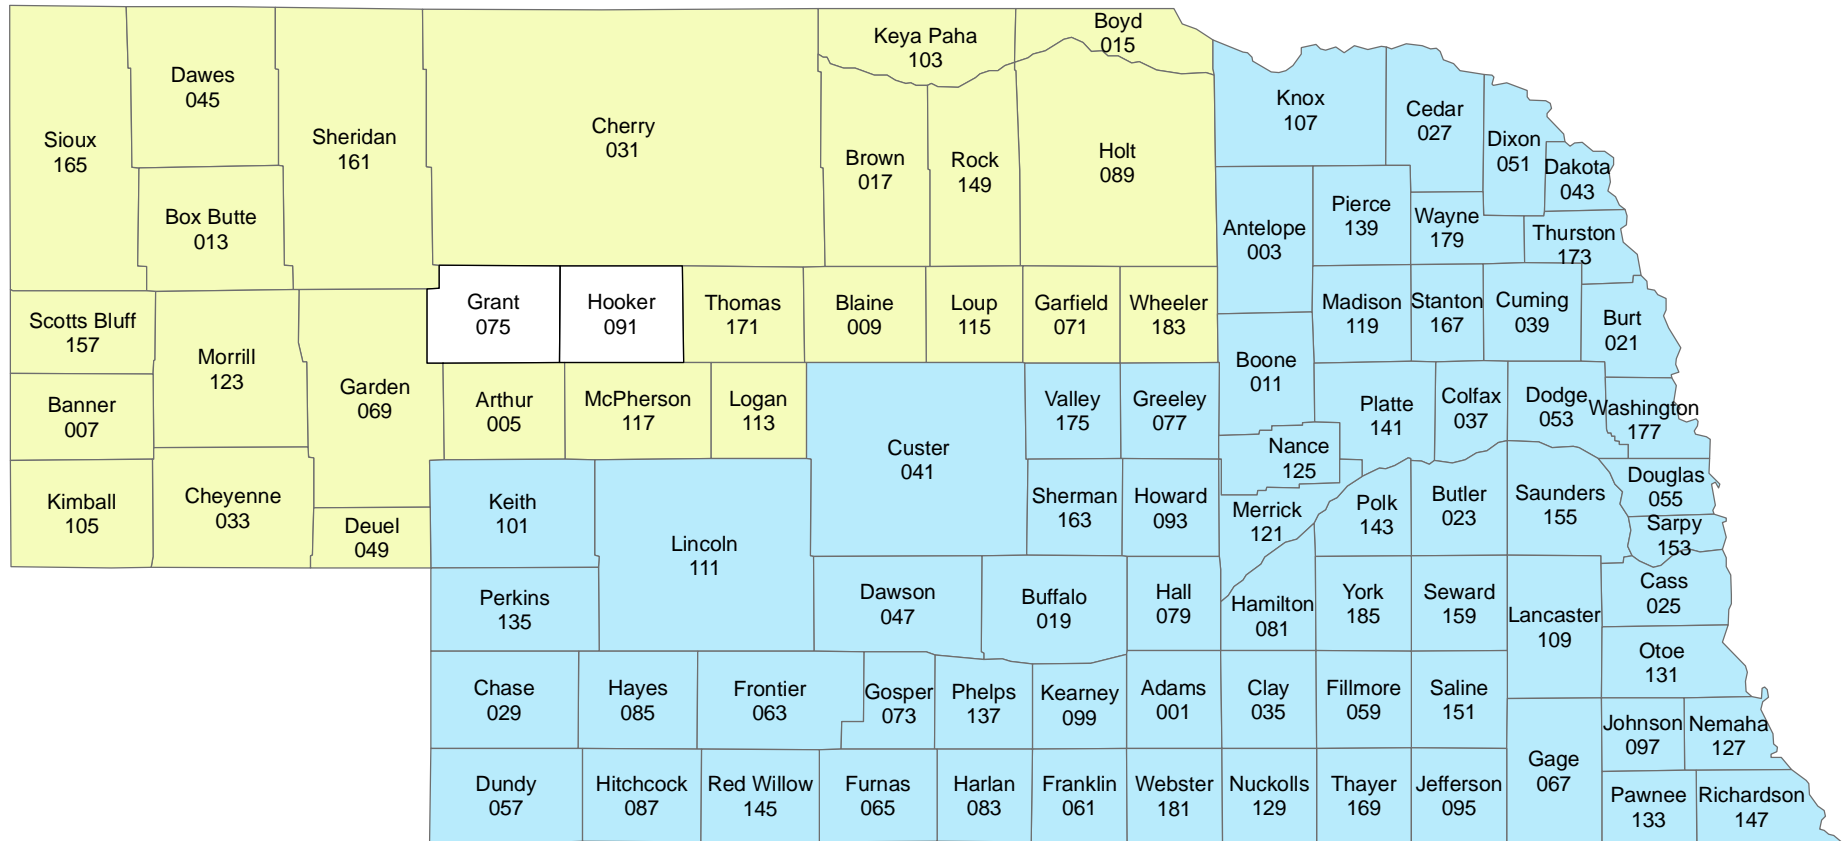 Boyd
015
Keya Paha
103
Dawes
045
Sioux
165
Sheridan
161
Cherry
031
Brown
017
Rock
149
Holt
089
Knox
107
Cedar
027
Dixon
051
Dakota
043
Box Butte
013
Antelope
003
Pierce
139
Wayne
179
Thurston
173
Scotts Bluff
157
Grant
075
Hooker
091
Thomas
171
Blaine
009
Loup
115
Garfield
071
Wheeler
183
Madison
119
Stanton
167
Cuming
039
Burt
021
Morrill
123
Boone
011
Banner
007
Garden
069
Arthur
005
McPherson
117
Logan
113
Valley
175
Greeley
077
Platte
141
Colfax
037
Dodge
053
Washington
177
Custer
041
Nance
125
Kimball
105
Cheyenne
033
Deuel
049
Keith
101
Lincoln
111
Sherman
163
Howard
093
Merrick
121
Polk
143
Butler
023
Saunders
155
Douglas
055
Sarpy
153
Perkins
135
Dawson
047
Buffalo
019
Hall
079
Hamilton
081
York
185
Seward
159
Lancaster
109
Cass
025
Otoe
131
Chase
029
Hayes
085
Frontier
063
Gosper
073
Phelps
137
Kearney
099
Adams
001
Clay
035
Fillmore
059
Saline
151
Johnson
097
Nemaha
127
Dundy
057
Hitchcock
087
Red Willow
145
Furnas
065
Harlan
083
Franklin
061
Webster
181
Nuckolls
129
Thayer
169
Jefferson
095
Gage
067
Pawnee
133
Richardson
147